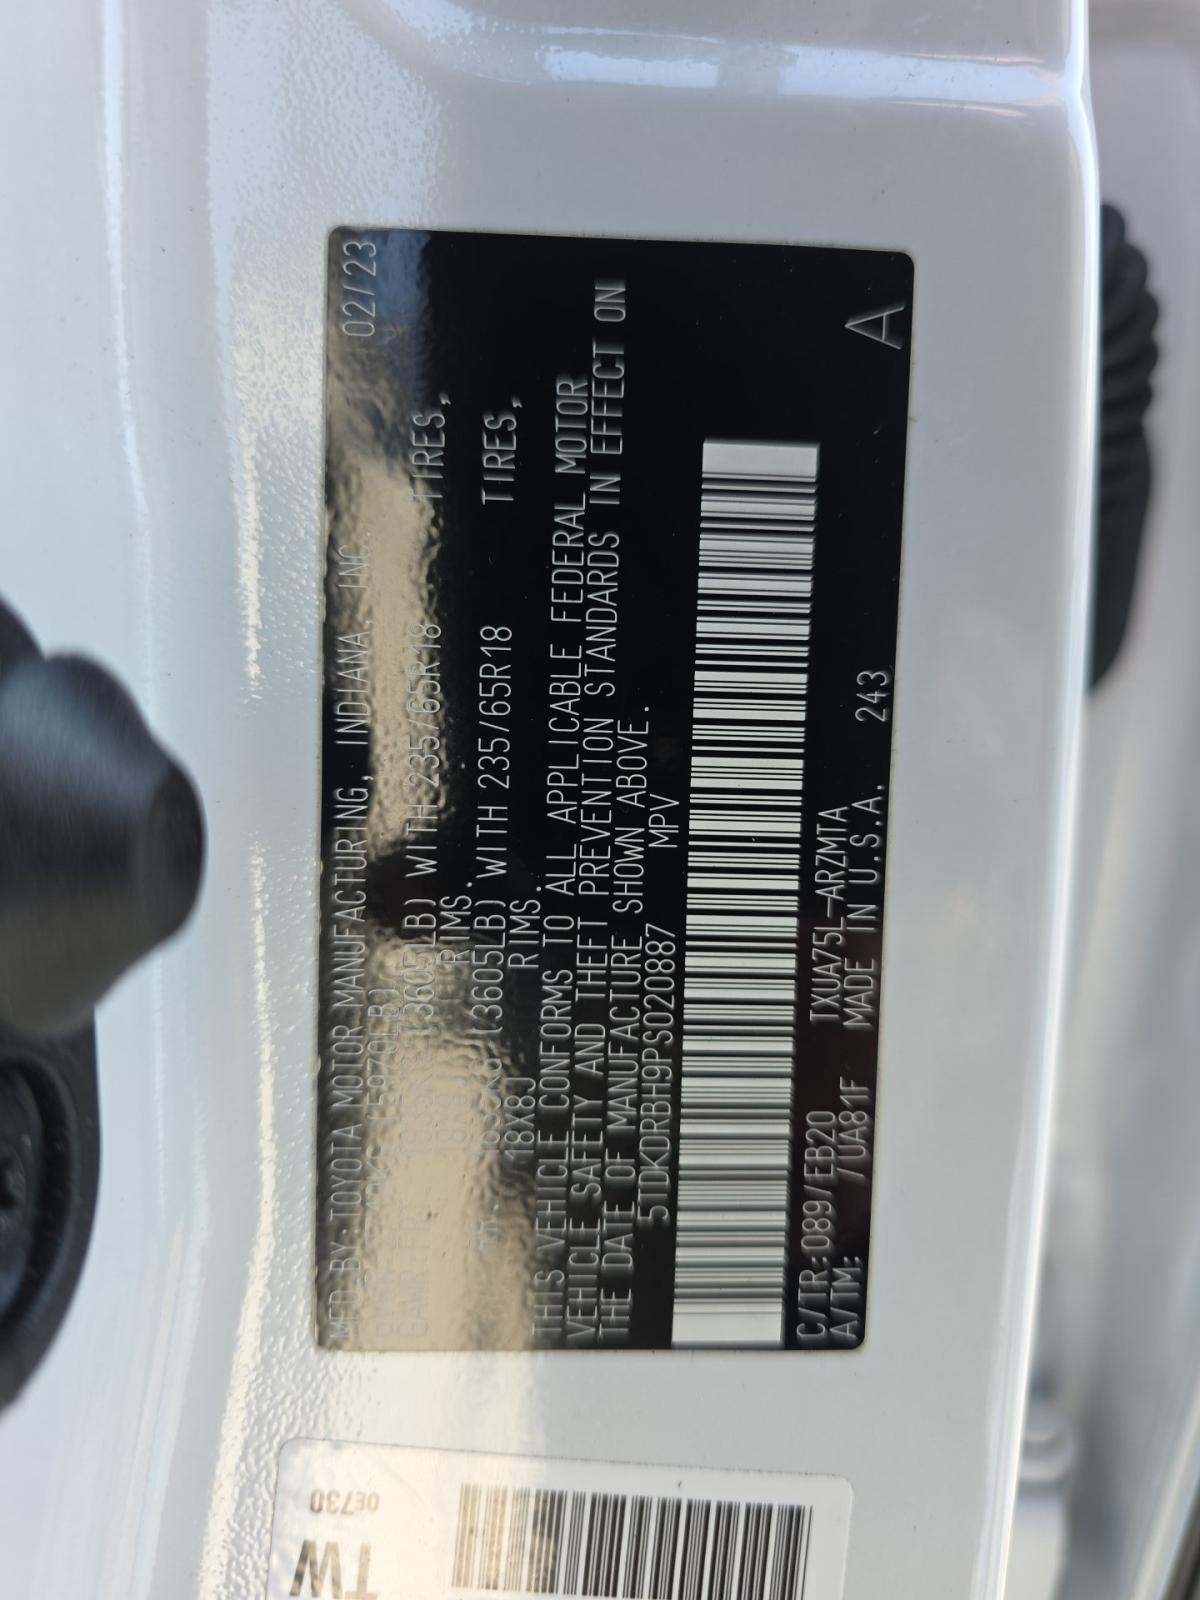 MFD BY: TOYOTA MOTOR MANUFACTURING, INDIANA, INC. 02/23
(5970LB)
(3605LB) WITH 235/65R18 TIRES,
RIMS.
(3605LB) WITH 235/65R18 TIRES,
18X8J RIMS.
THIS VEHICLE CONFORMS TO ALL APPLICABLE FEDERAL MOTOR
VEHICLE SAFETY AND THEFT PREVENTION STANDARDS IN EFFECT ON
THE DATE OF MANUFACTURE SHOWN ABOVE.
5TDKDRBH9PS020887 MPV
C/TR: 089/EB20 TXUA75L-ARZMTA
A/TM: /UA81F MADE IN U.S.A. 243 A
0E730
TW